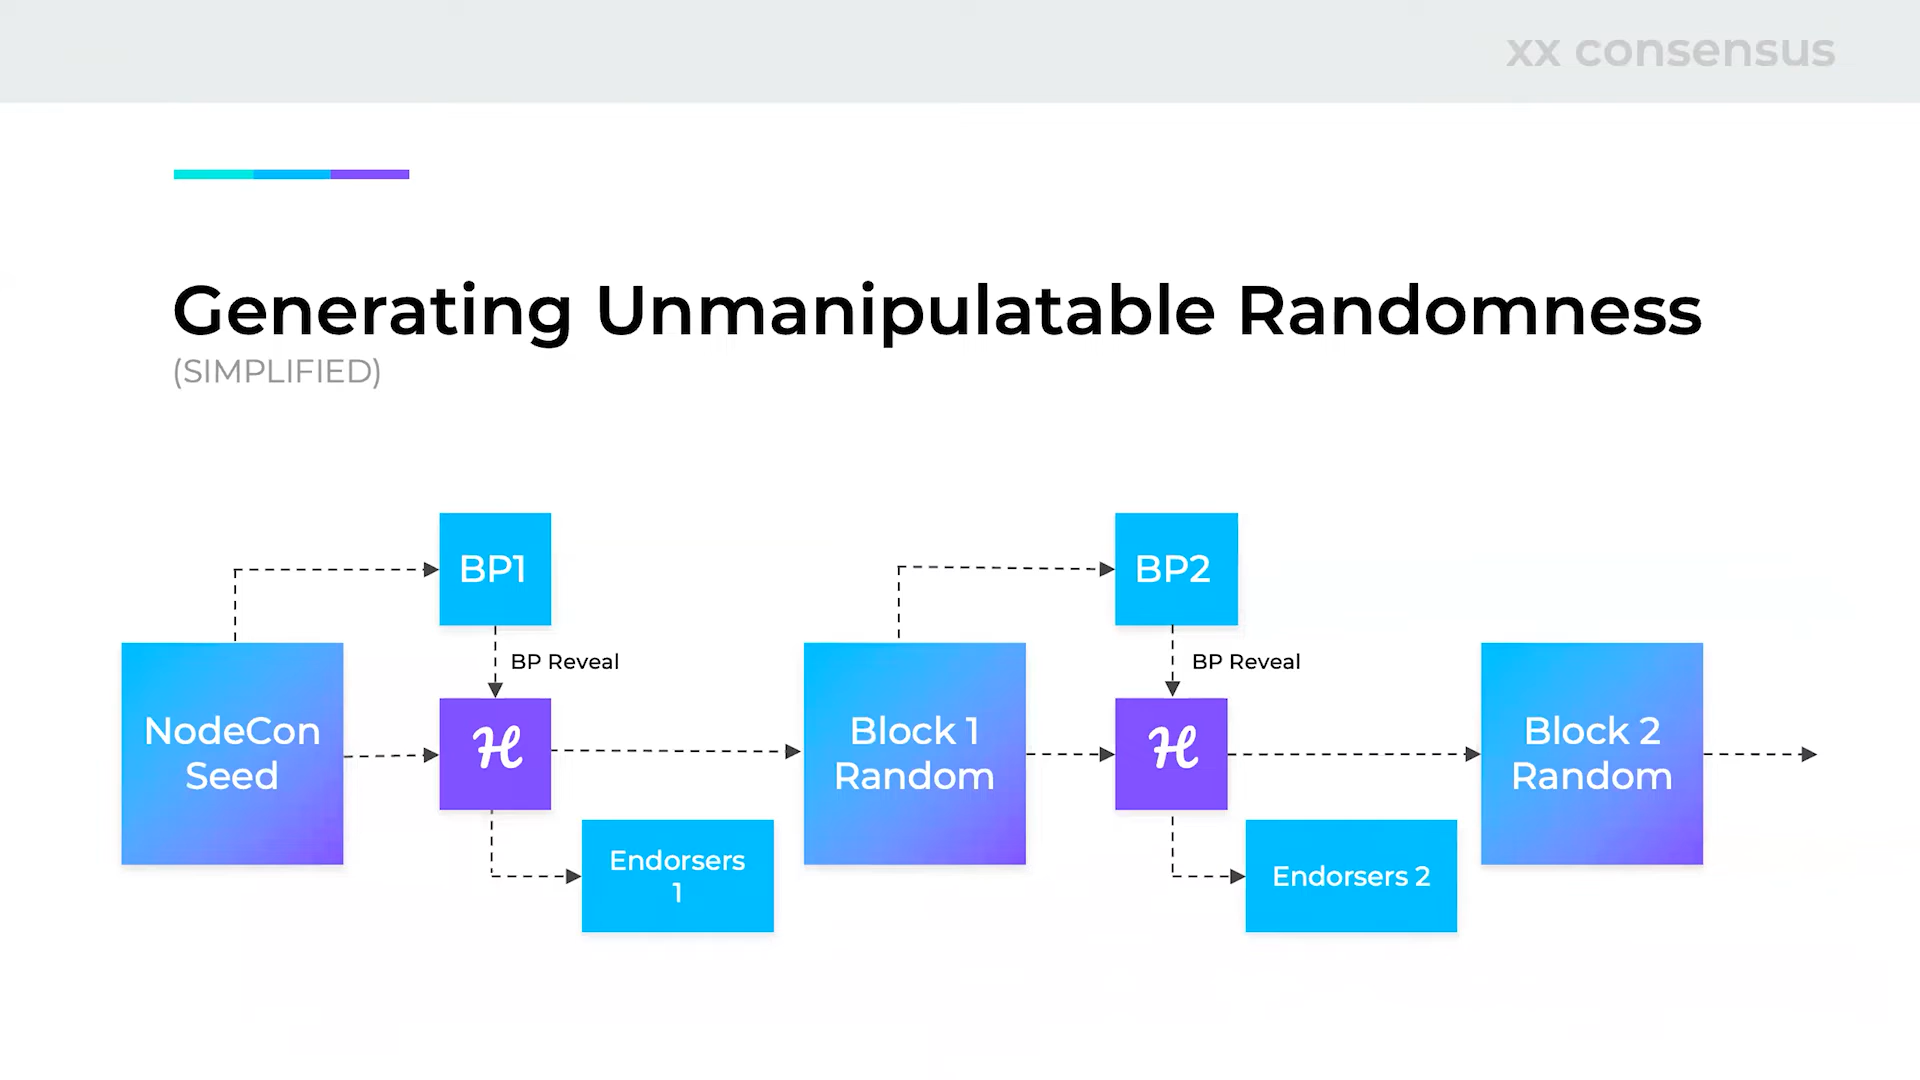 xx consensus
Generating Unmanipulatable Randomness
(SIMPLIFIED)
BP1
BP2
BP Reveal
BP Reveal
NodeCon
Seed
ℋ
Block 1
Random
ℋ
Block 2
Random
Endorsers
1
Endorsers 2